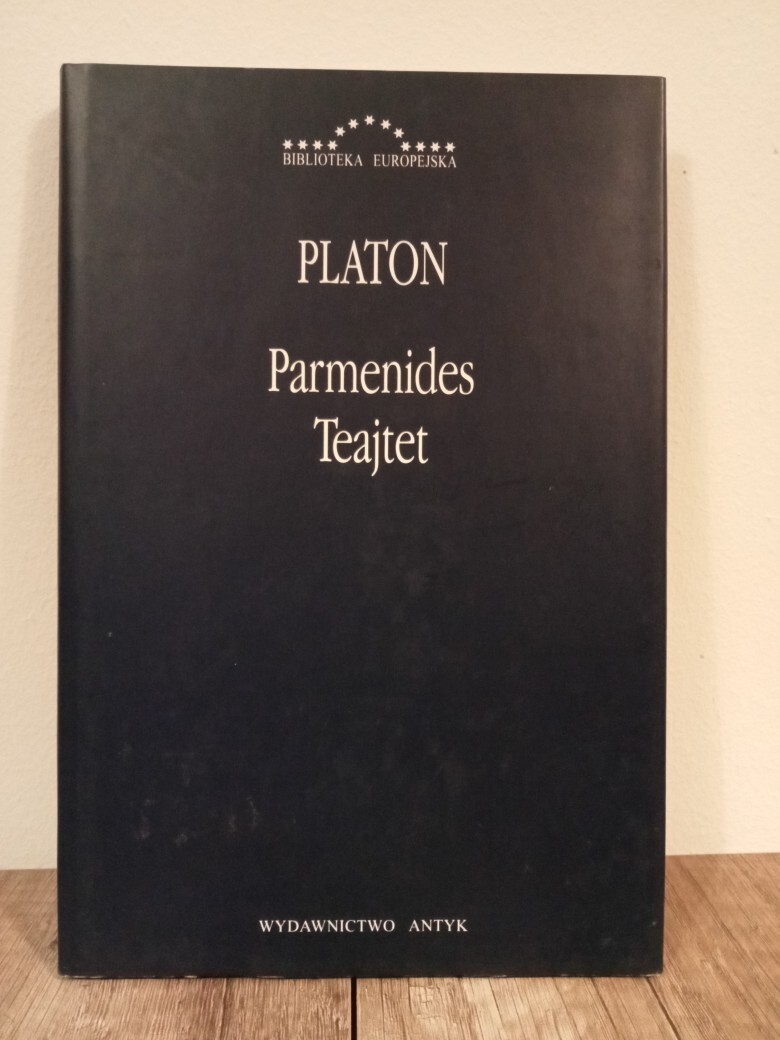 BIBLIOTEKA EUROPEJSKA
PLATON
Parmenides
Teajtet
WYDAWNICTWO ANTYK